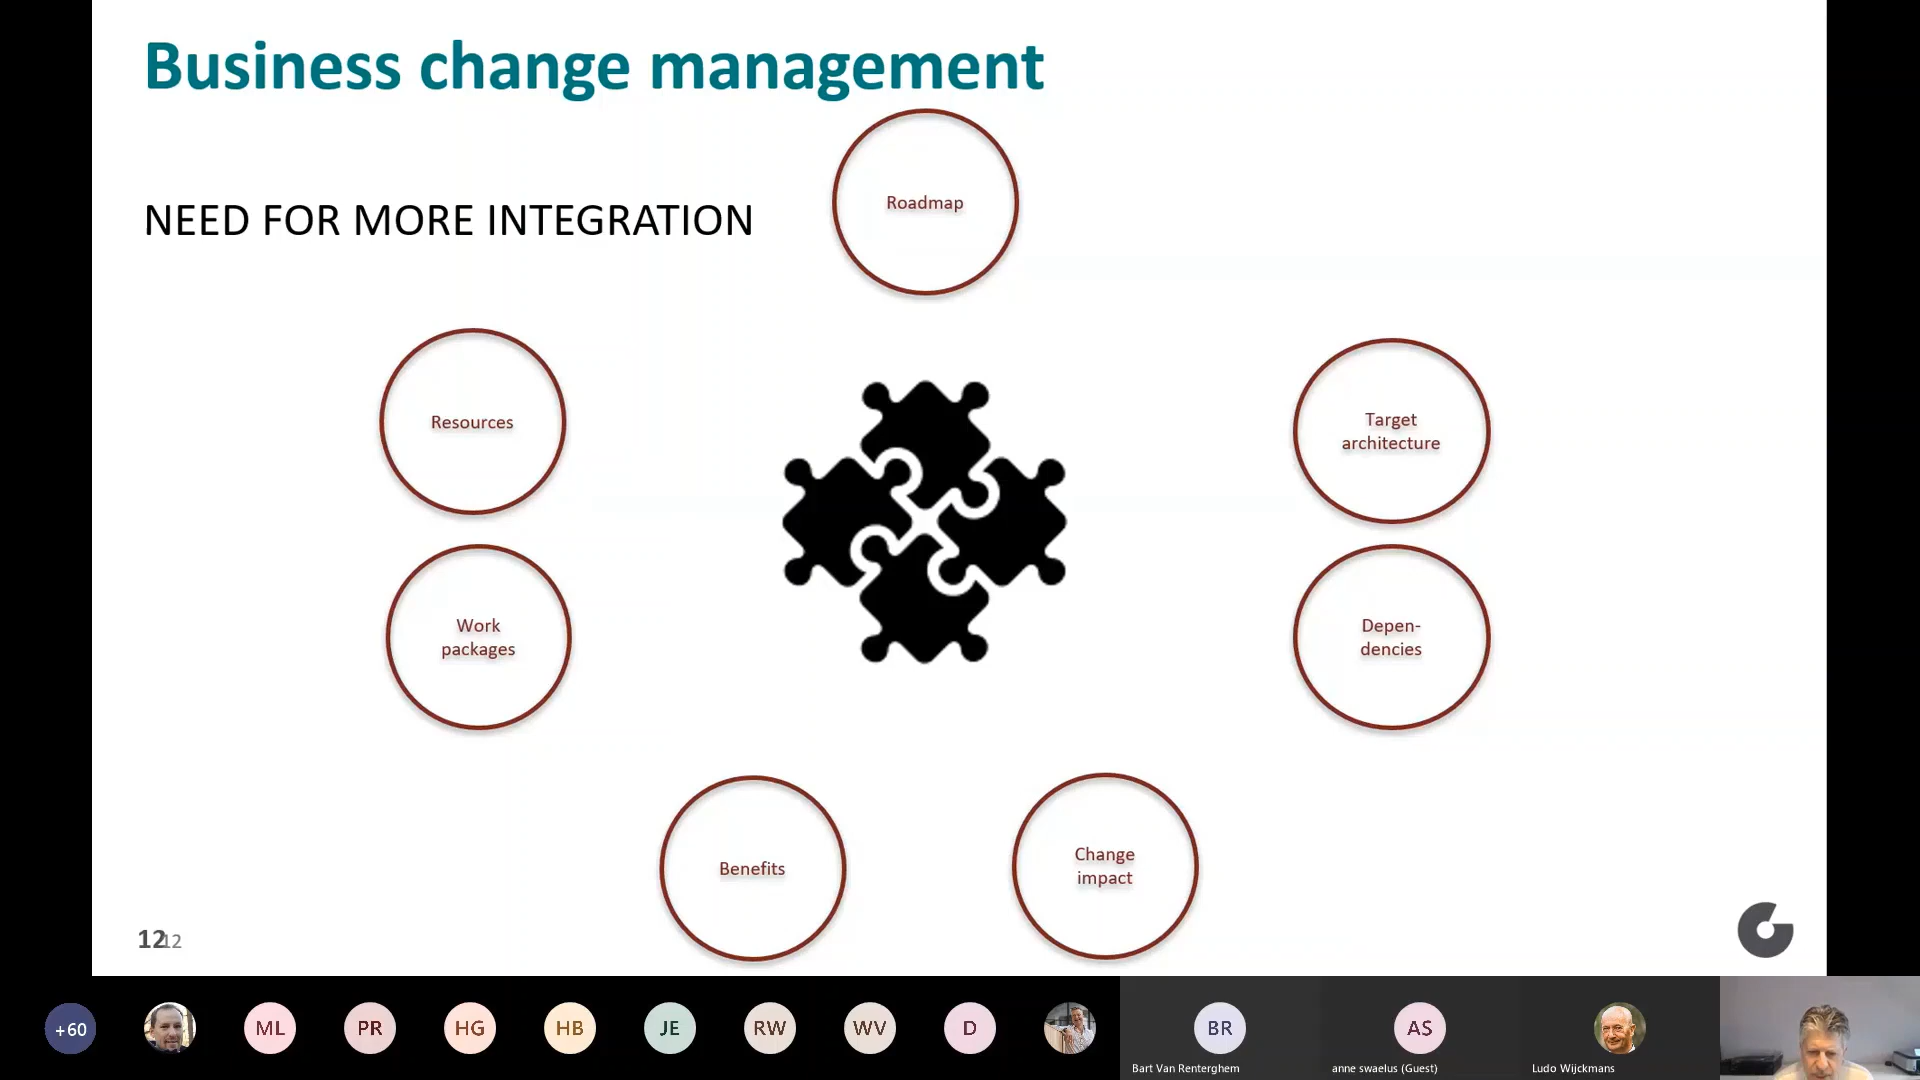 Business change management
Roadmap
NEED FOR MORE INTEGRATION
Resources
Target
architecture
Work
packages
Depen-
dencies
Benefits
Change
impact
12
12
+60
ML
PR
HG
HB
JE
RW
WV
D
BR
AS
Bart Van Renterghem
anne swaelus (Guest)
Ludo Wijckmans